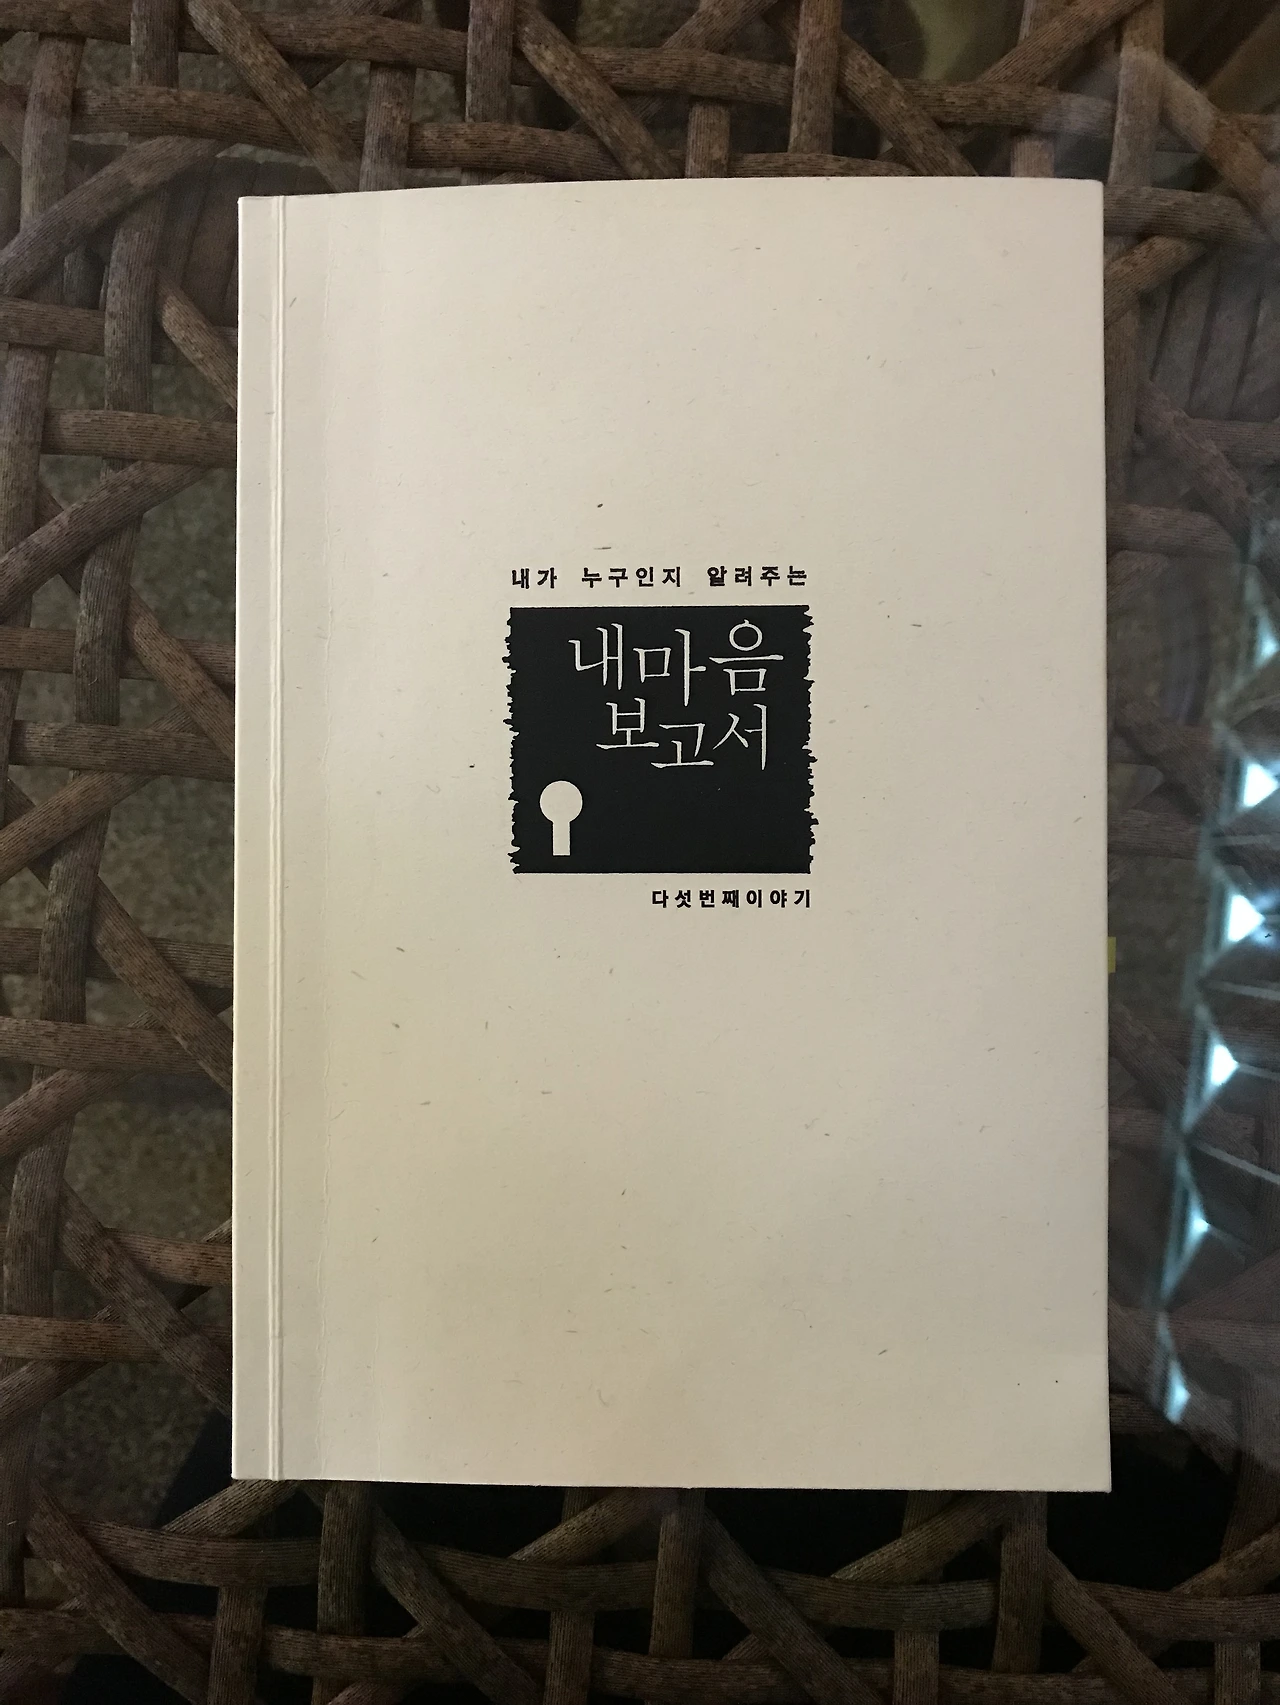 내가 누구인지 알려주는
내마음
보고서
다섯번째이야기